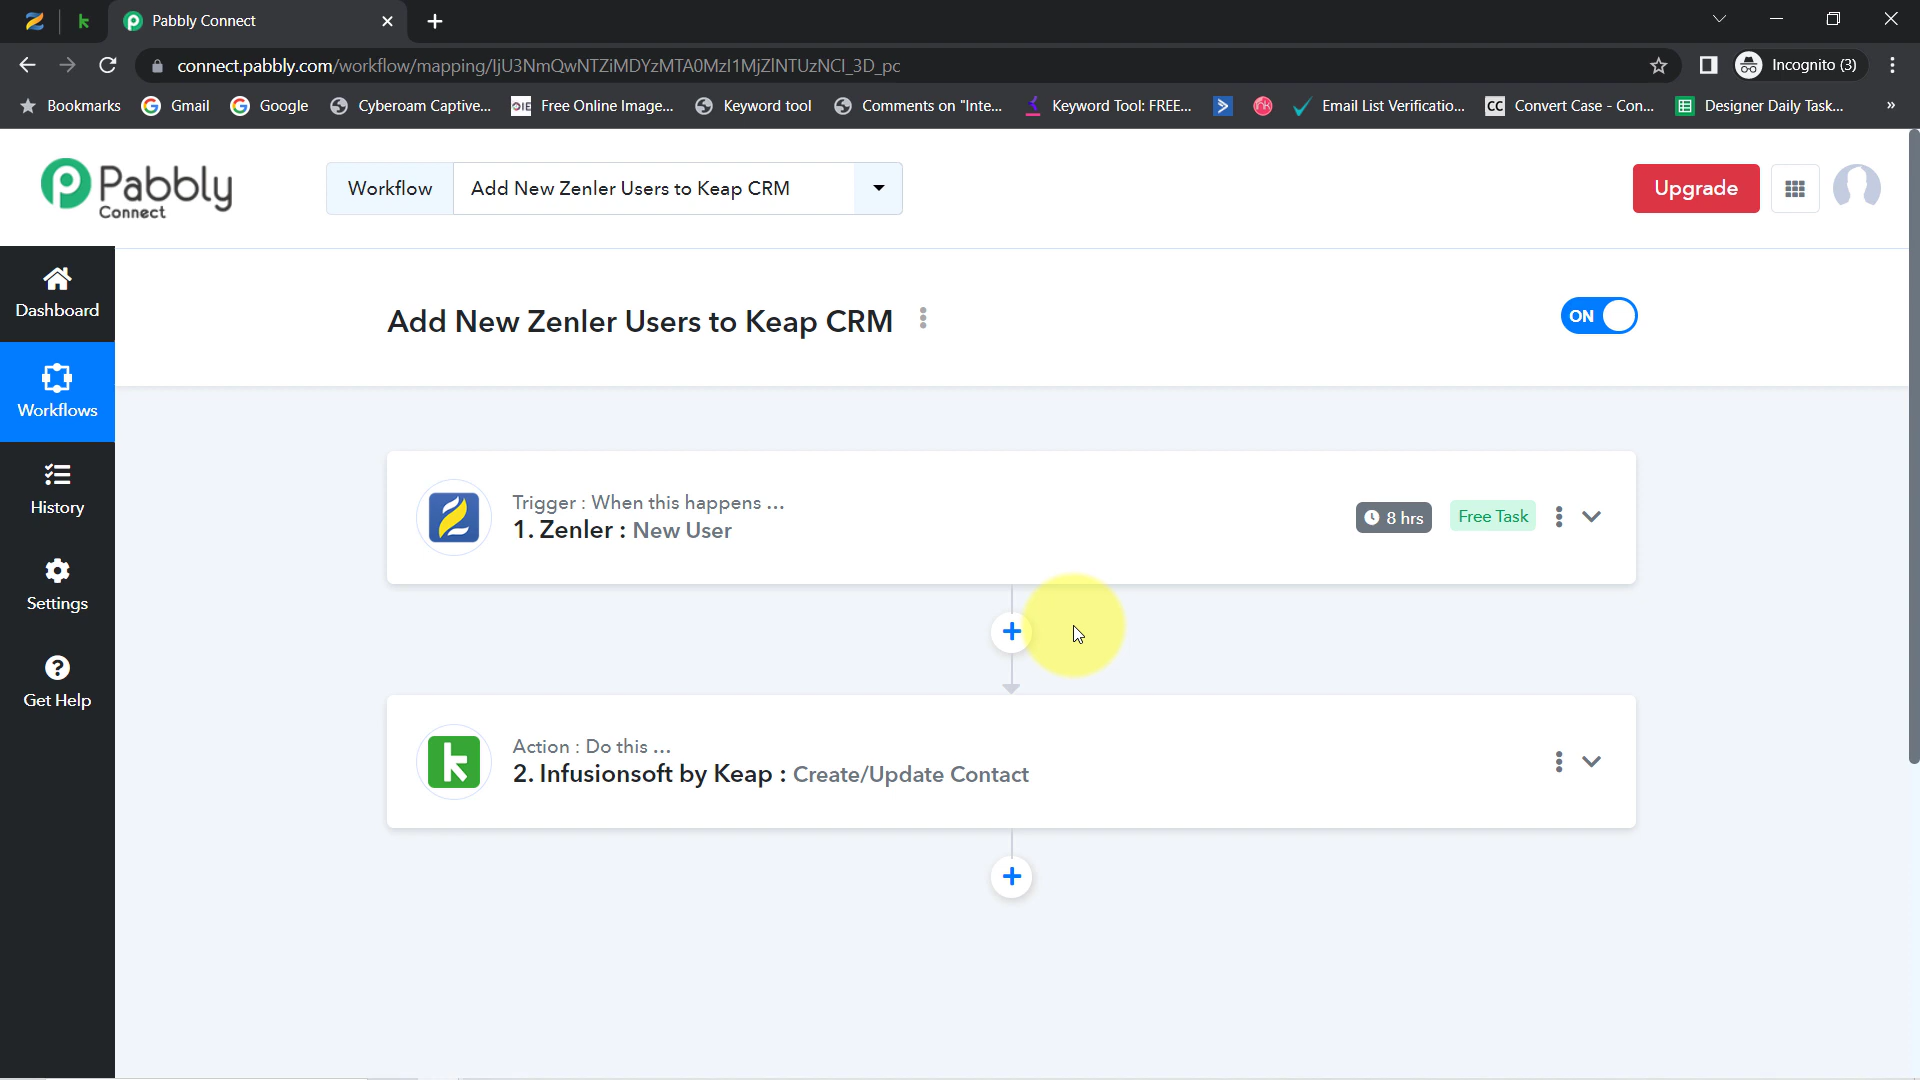 Pabbly Connect
connect.pabbly.com/workflow/mapping/IjU3NmQwNTZiMDYzMTA0MzI1MjZlNTUzNCI_3D_pc
Incognito (3)
Bookmarks
Gmail
Google
Cyberoam Captive...
OIE Free Online Image...
Keyword tool
Comments on "Inte...
Keyword Tool: FREE...
Email List Verificatio...
CC Convert Case - Con...
Designer Daily Task...
»
Pabbly
Connect
Workflow
Add New Zenler Users to Keap CRM
Upgrade
Dashboard
Workflows
History
Settings
Get Help
Add New Zenler Users to Keap CRM
ON
Trigger : When this happens ...
1. Zenler : New User
8 hrs
Free Task
Action : Do this ...
2. Infusionsoft by Keap : Create/Update Contact